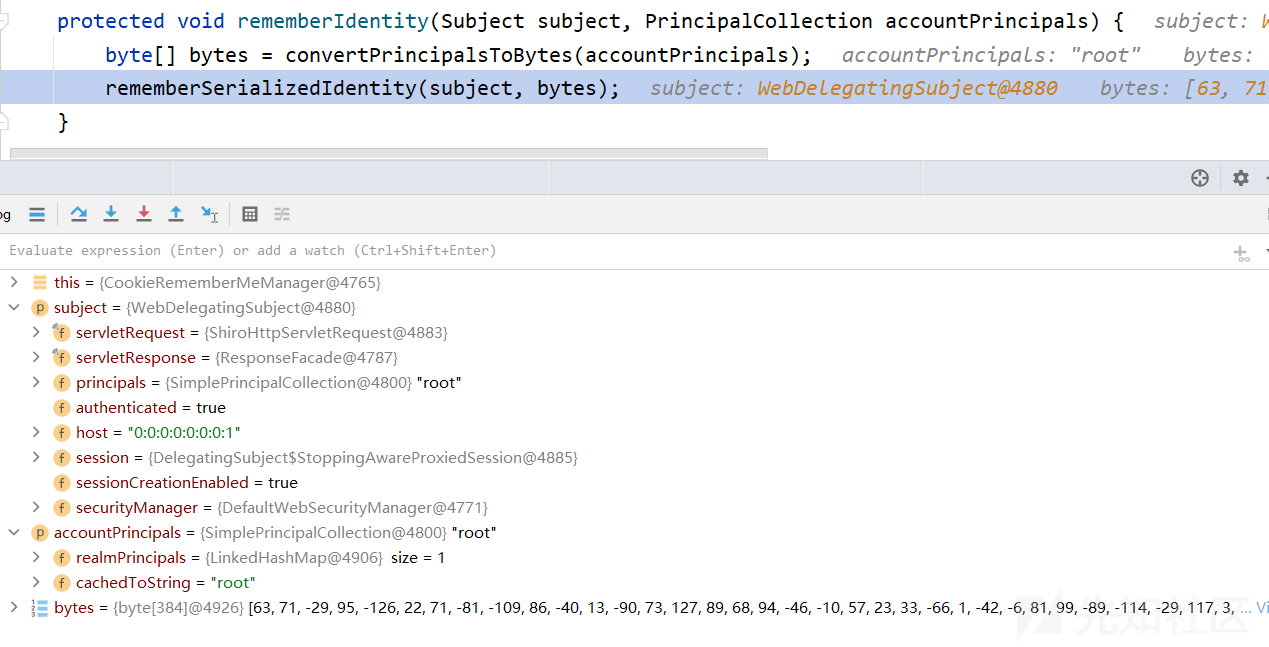 protected void rememberIdentity(Subject subject, PrincipalCollection accountPrincipals) { subject: W
byte[] bytes = convertPrincipalsToBytes(accountPrincipals); accountPrincipals: "root" bytes:
rememberSerializedIdentity(subject, bytes); subject: WebDelegatingSubject@4880 bytes: [63, 71
}
og
Evaluate expression (Enter) or add a watch (Ctrl+Shift+Enter)
this = {CookieRememberMeManager@4765}
p subject = {WebDelegatingSubject@4880}
f servletRequest = {ShiroHttpServletRequest@4883}
f servletResponse = {ResponseFacade@4787}
f principals = {SimplePrincipalCollection@4800} "root"
f authenticated = true
f host = "0:0:0:0:0:0:0:1"
f session = {DelegatingSubject$StoppingAwareProxiedSession@4885}
f sessionCreationEnabled = true
f securityManager = {DefaultWebSecurityManager@4771}
p accountPrincipals = {SimplePrincipalCollection@4800} "root"
f realmPrincipals = {LinkedHashMap@4906} size = 1
f cachedToString = "root"
bytes = {byte[384]@4926} [63, 71, -29, 95, -126, 22, 71, -81, -109, 86, -40, 13, -90, 73, 127, 89, 68, 94, -46, -10, 57, 23, 33, -66, 1, -42, -6, 81, 99, -89, -114, -29, 117, 3, ... Vi
先知社区